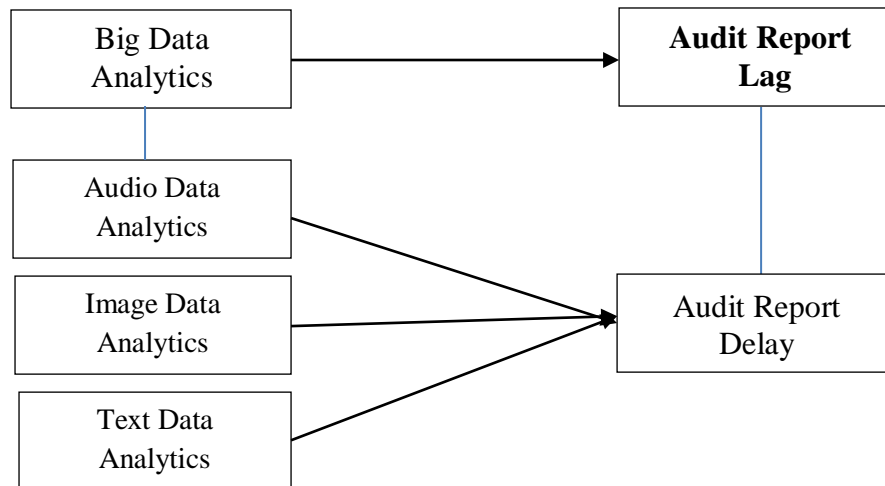 Big Data
Analytics
Audit Report
Lag
Audio Data
Analytics
Image Data
Analytics
Audit Report
Delay
Text Data
Analytics